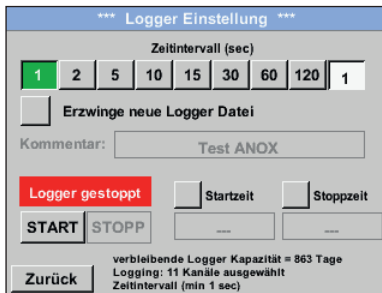 *** Logger Einstellung ***
Zeitintervall (sec)
1 2 5 10 15 30 60 120 1
Erzwinge neue Logger Datei
Kommentar: Test ANOX
Logger gestoppt Startzeit Stoppzeit
START STOPP --- ---
verbleibende Logger Kapazität = 863 Tage
Logging: 11 Kanäle ausgewählt
Zurück Zeitintervall (min 1 sec)